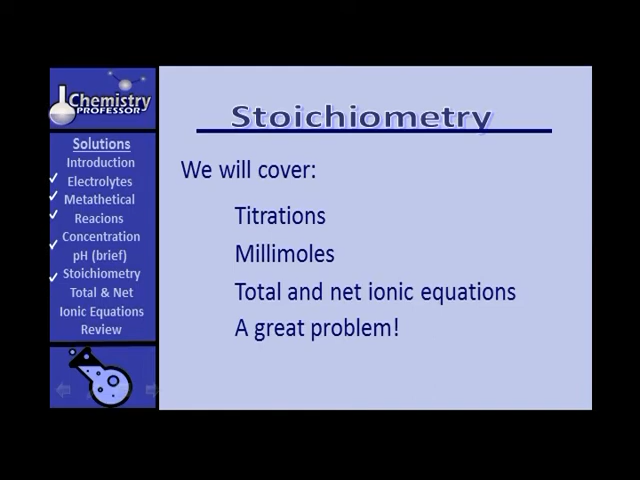 Chemistry
PROFESSOR
Solutions
Introduction
Electrolytes
Metathetical
Reacions
Concentration
pH (brief)
Stoichiometry
Total & Net
Ionic Equations
Review
Stoichiometry
We will cover:
Titrations
Millimoles
Total and net ionic equations
A great problem!